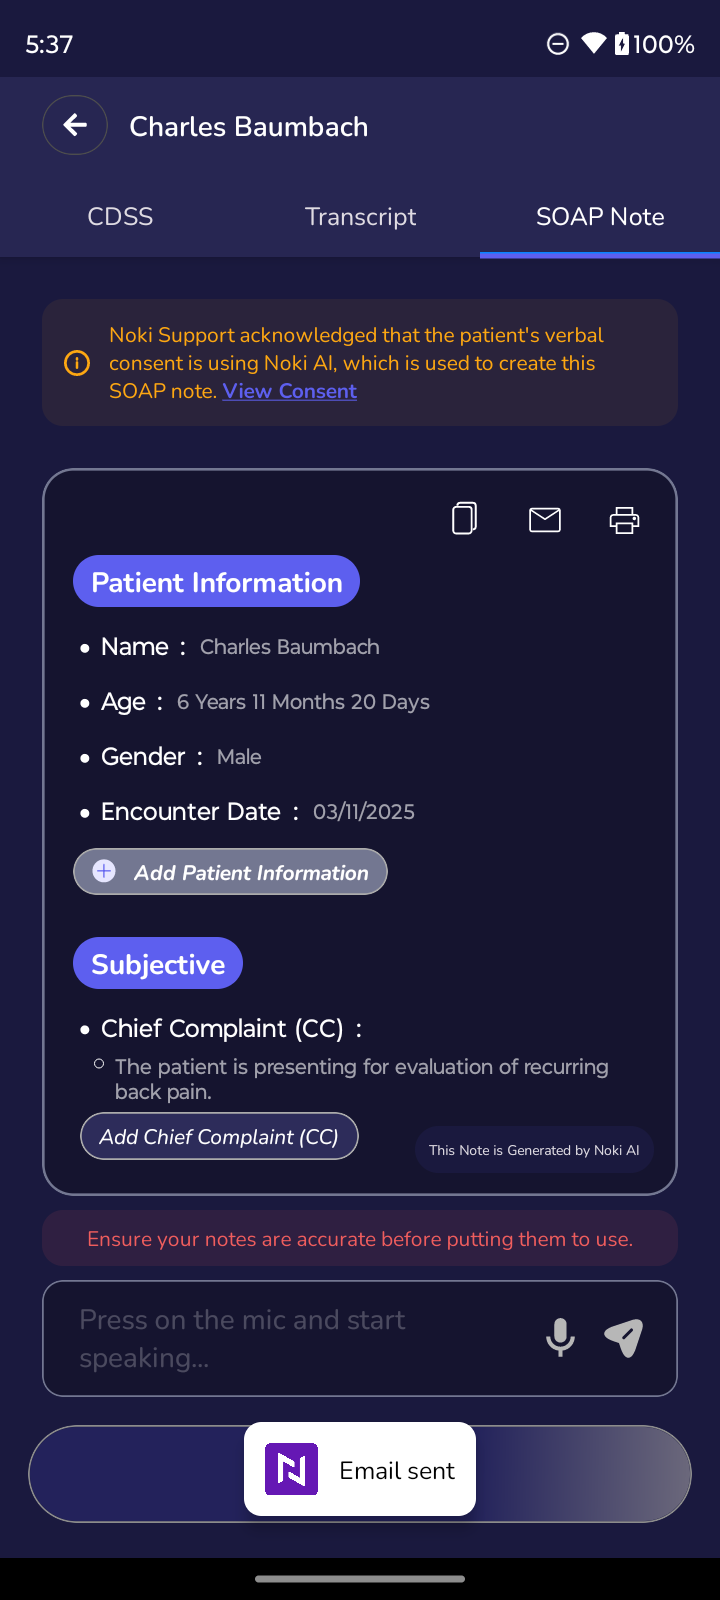 5:37
100%
Charles Baumbach
CDSS
Transcript
SOAP Note
Noki Support acknowledged that the patient's verbal
consent is using Noki AI, which is used to create this
SOAP note. View Consent
Patient Information
• Name : Charles Baumbach
• Age : 6 Years 11 Months 20 Days
• Gender : Male
• Encounter Date : 03/11/2025
Add Patient Information
Subjective
• Chief Complaint (CC) :
The patient is presenting for evaluation of recurring
back pain.
Add Chief Complaint (CC)
This Note is Generated by Noki AI
Ensure your notes are accurate before putting them to use.
Press on the mic and start
speaking...
Email sent